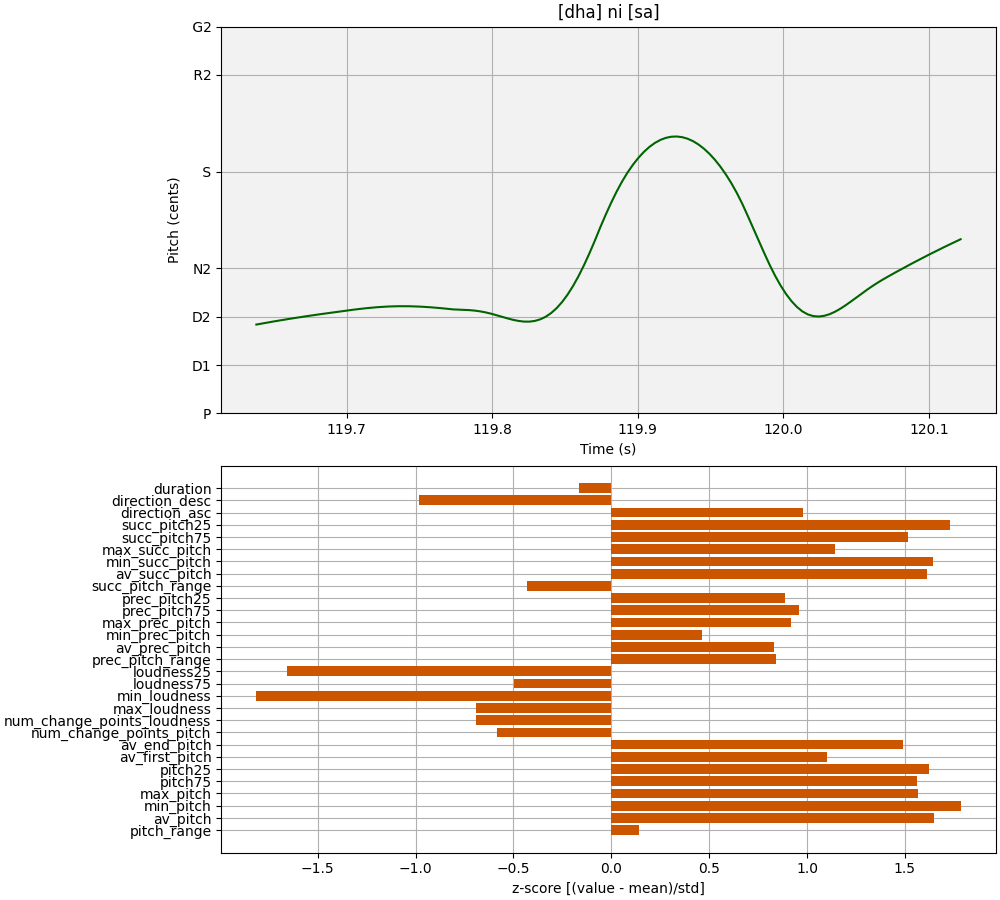 [dha] ni [sa]
G2
R2
S
N2
D2
D1
P
Pitch (cents)
119.7 119.8 119.9 120.0 120.1
Time (s)
duration
direction_desc
direction_asc
succ_pitch25
succ_pitch75
max_succ_pitch
min_succ_pitch
av_succ_pitch
succ_pitch_range
prec_pitch25
prec_pitch75
max_prec_pitch
min_prec_pitch
av_prec_pitch
prec_pitch_range
loudness25
loudness75
min_loudness
max_loudness
num_change_points_loudness
num_change_points_pitch
av_end_pitch
av_first_pitch
pitch25
pitch75
max_pitch
min_pitch
av_pitch
pitch_range
−1.5 −1.0 −0.5 0.0 0.5 1.0 1.5
z-score [(value - mean)/std]